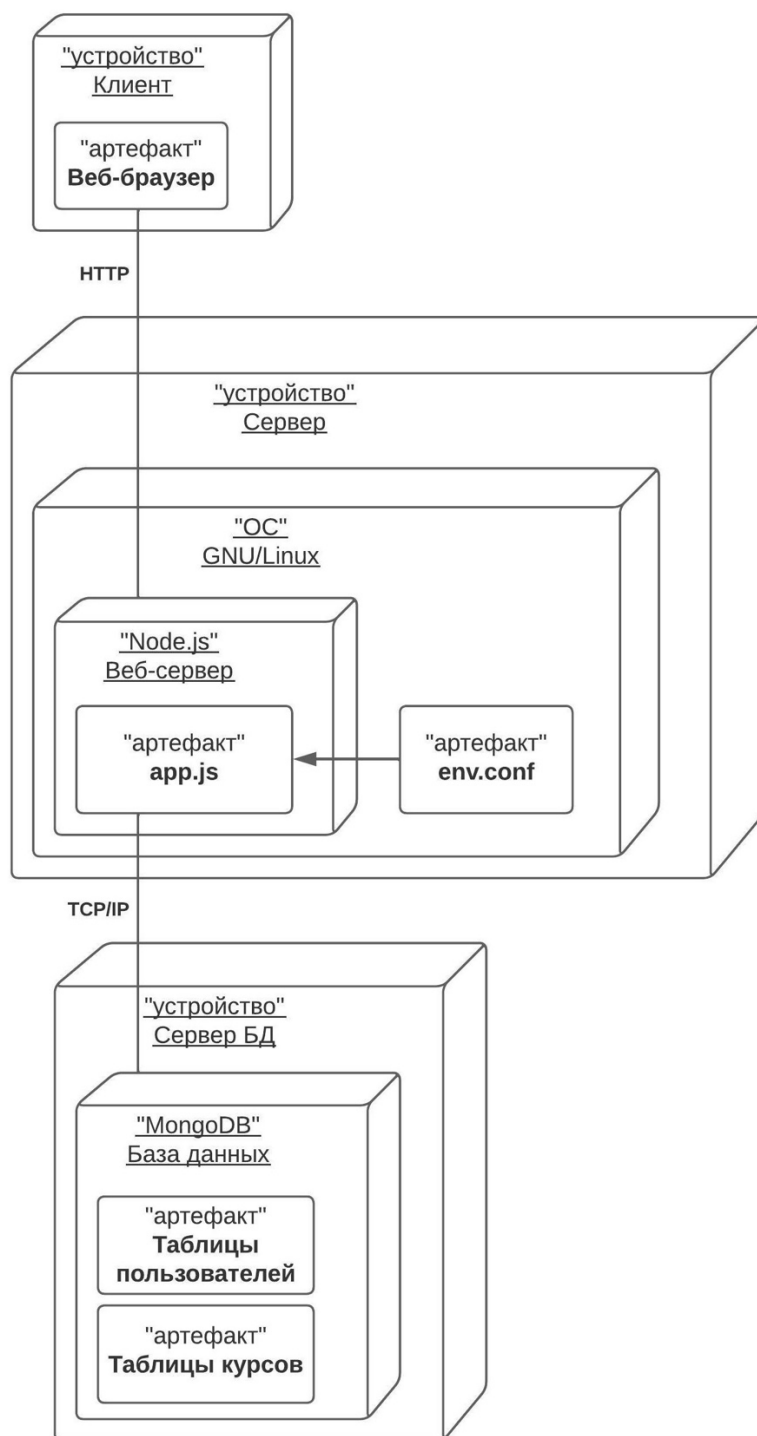 "устройство"
Клиент
"артефакт"
Веб-браузер
HTTP
"устройство"
Сервер
"ОС"
GNU/Linux
"Node.js"
Веб-сервер
"артефакт"
app.js
"артефакт"
env.conf
TCP/IP
"устройство"
Сервер БД
"MongoDB"
База данных
"артефакт"
Таблицы
пользователей
"артефакт"
Таблицы курсов